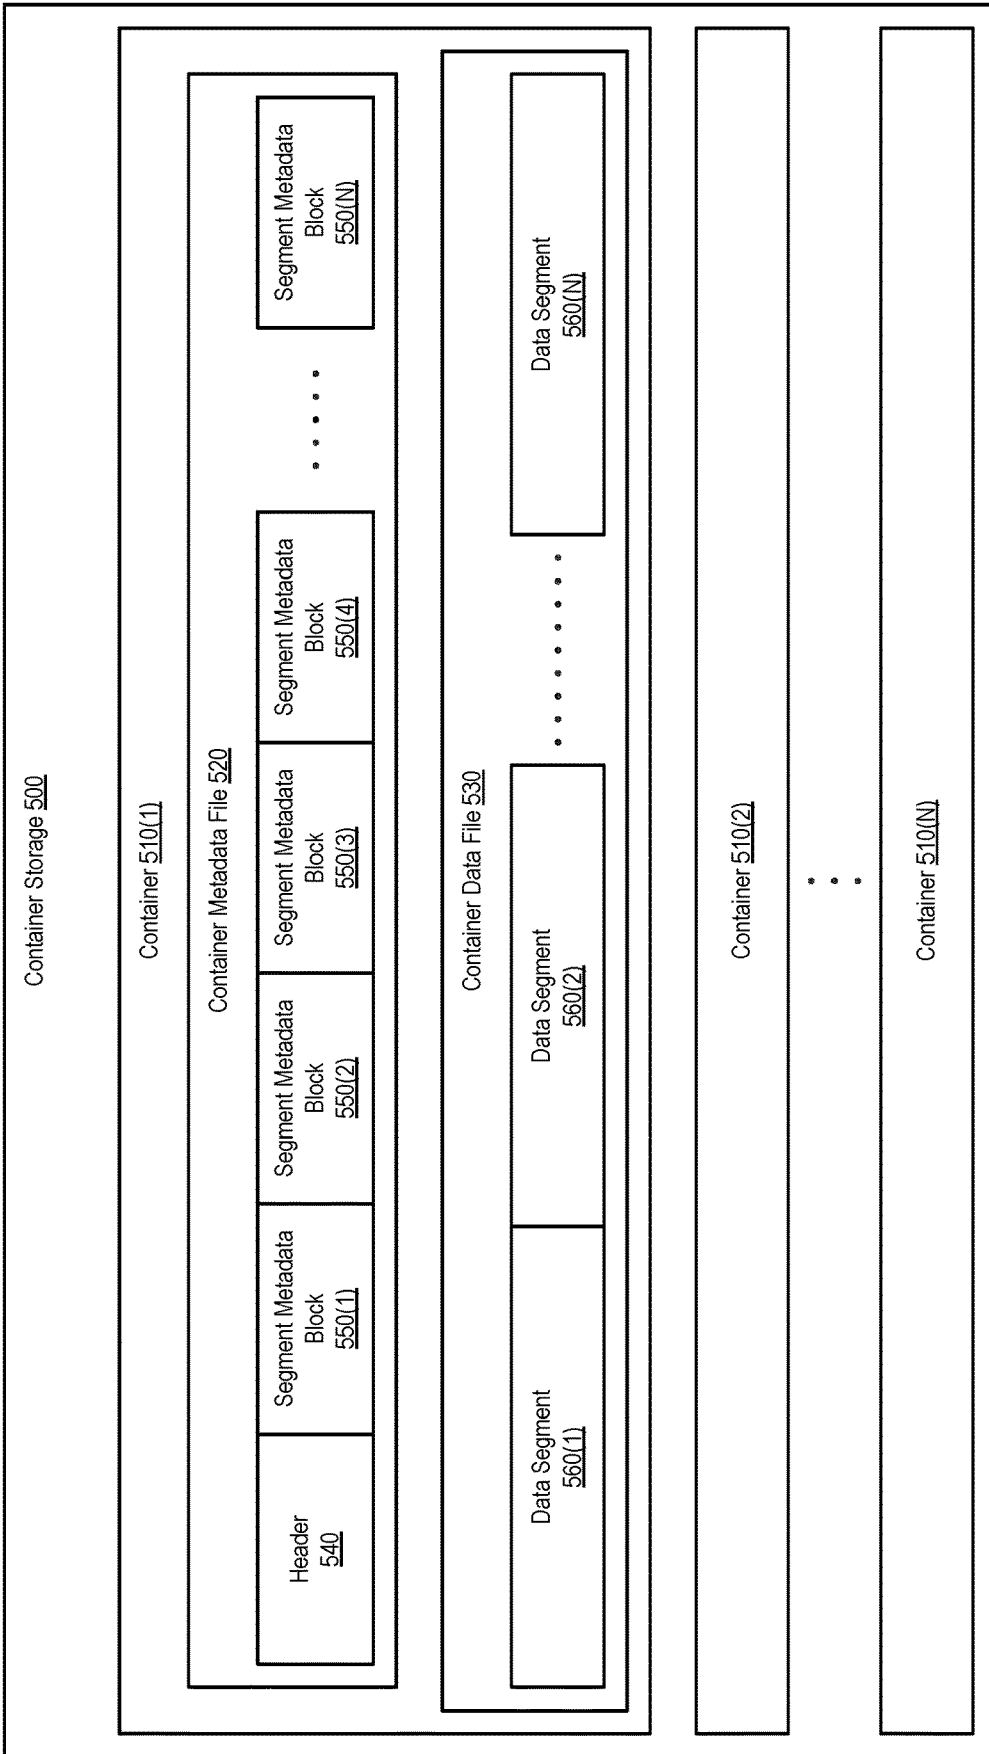 Container Storage 500
Container 510(1)
Container Metadata File 520
Header
540
Segment Metadata
Block
550(1)
Segment Metadata
Block
550(2)
Segment Metadata
Block
550(3)
Segment Metadata
Block
550(4)
. . . . .
Segment Metadata
Block
550(N)
Container Data File 530
Data Segment
560(1)
Data Segment
560(2)
. . . . . . . . .
Data Segment
560(N)
Container 510(2)
. . .
Container 510(N)